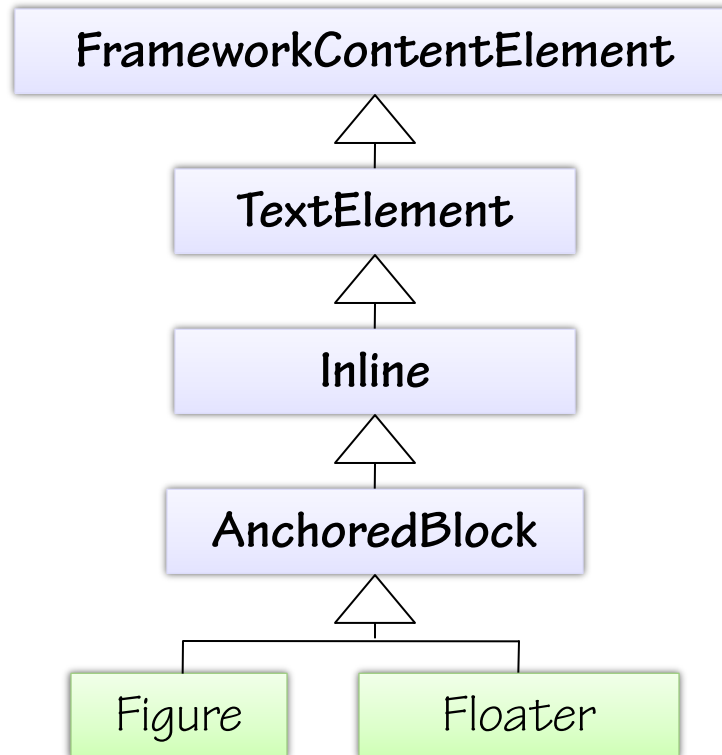 FrameworkContentElement
TextElement
Inline
AnchoredBlock
Figure
Floater